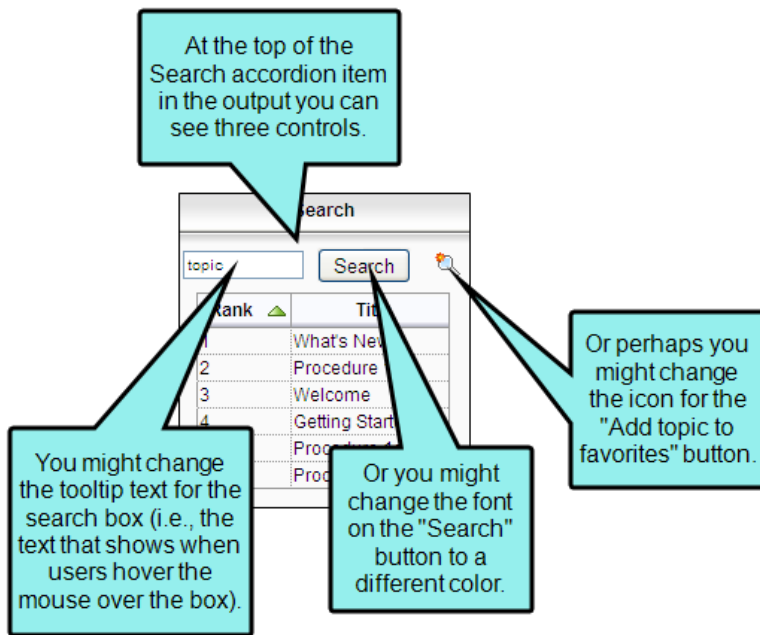 At the top of the
Search accordion item
in the output you can
see three controls.
Search
topic
Search
Rank
1
What's New
2
Procedure
3
Welcome
4
Getting Start
Or perhaps you
might change
the icon for the
"Add topic to
favorites" button.
You might change
the tooltip text for the
search box (i.e., the
text that shows when
users hover the
mouse over the box).
Or you might
change the font
on the "Search"
button to a
different color.